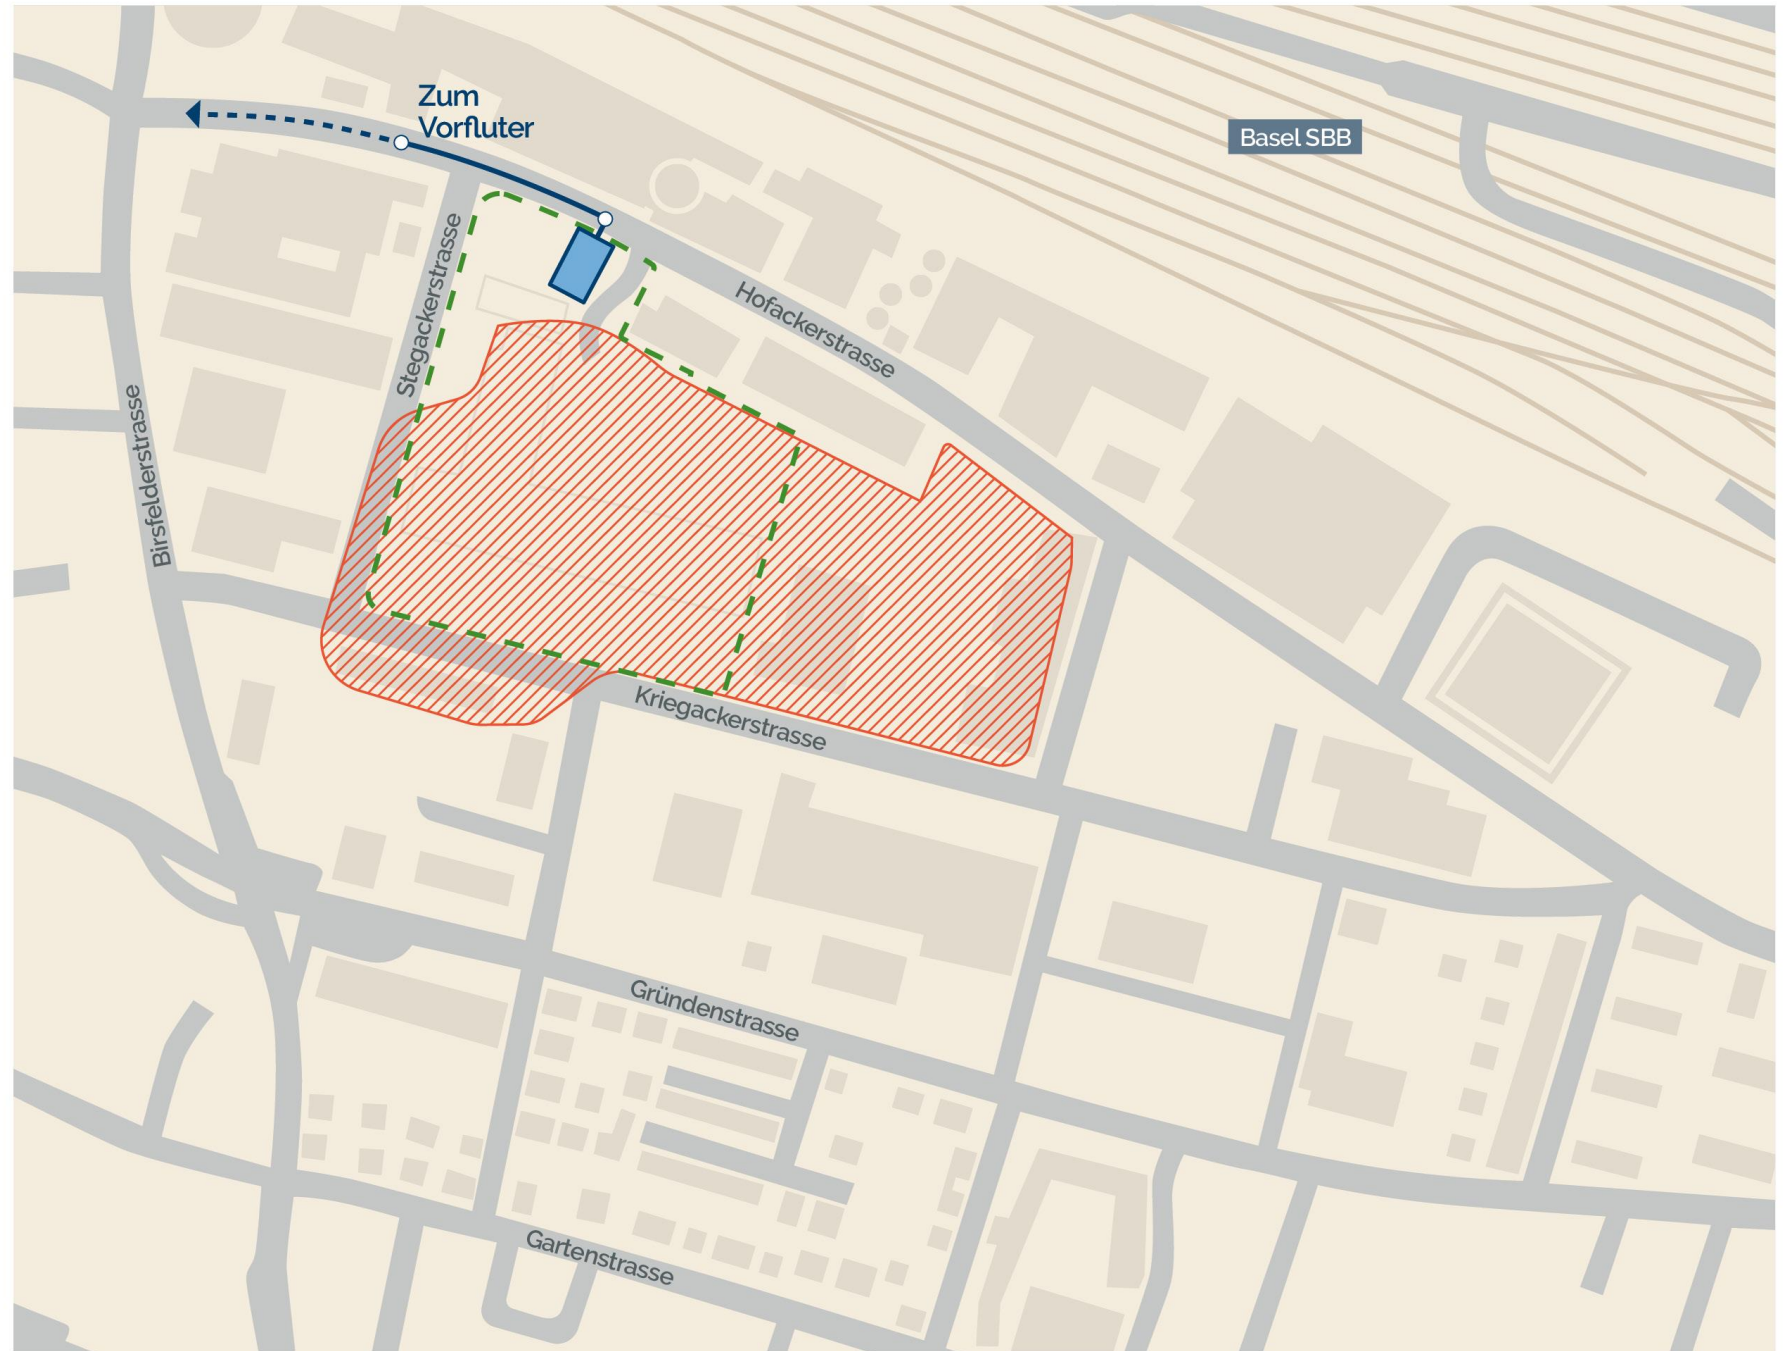 Zum
Vorfluter
Basel SBB
Stegackerstrasse
Hofackerstrasse
Birsfelderstrasse
Kriegackerstrasse
Gründenstrasse
Gartenstrasse